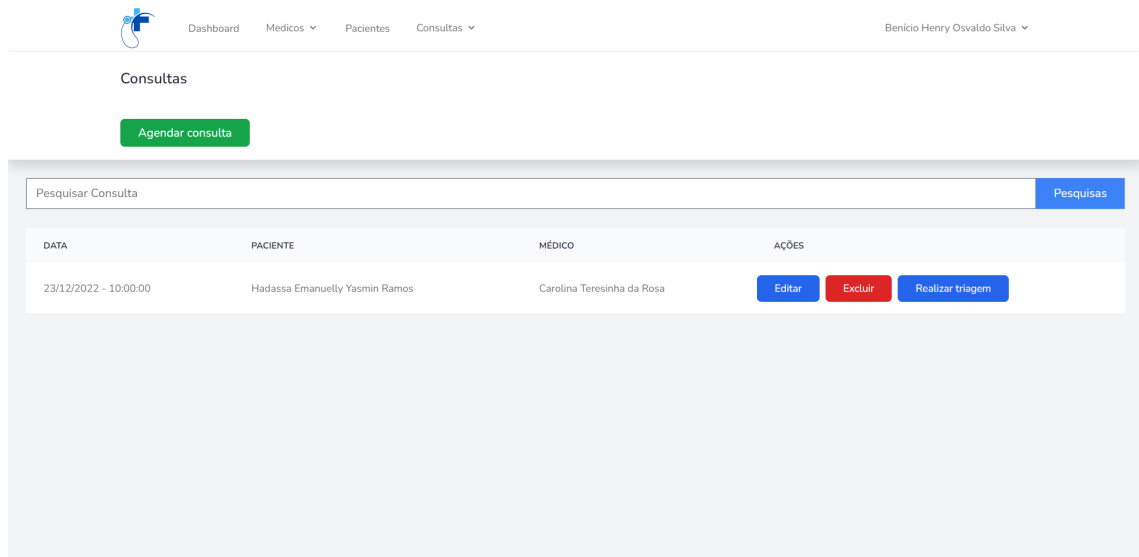 Dashboard Medicos Pacientes Consultas Benício Henry Osvaldo Silva
Consultas
Agendar consulta
Pesquisar Consulta Pesquisas
DATA PACIENTE MÉDICO AÇÕES
23/12/2022 - 10:00:00 Hadassa Emanuelly Yasmin Ramos Carolina Teresinha da Rosa Editar Excluir Realizar triagem